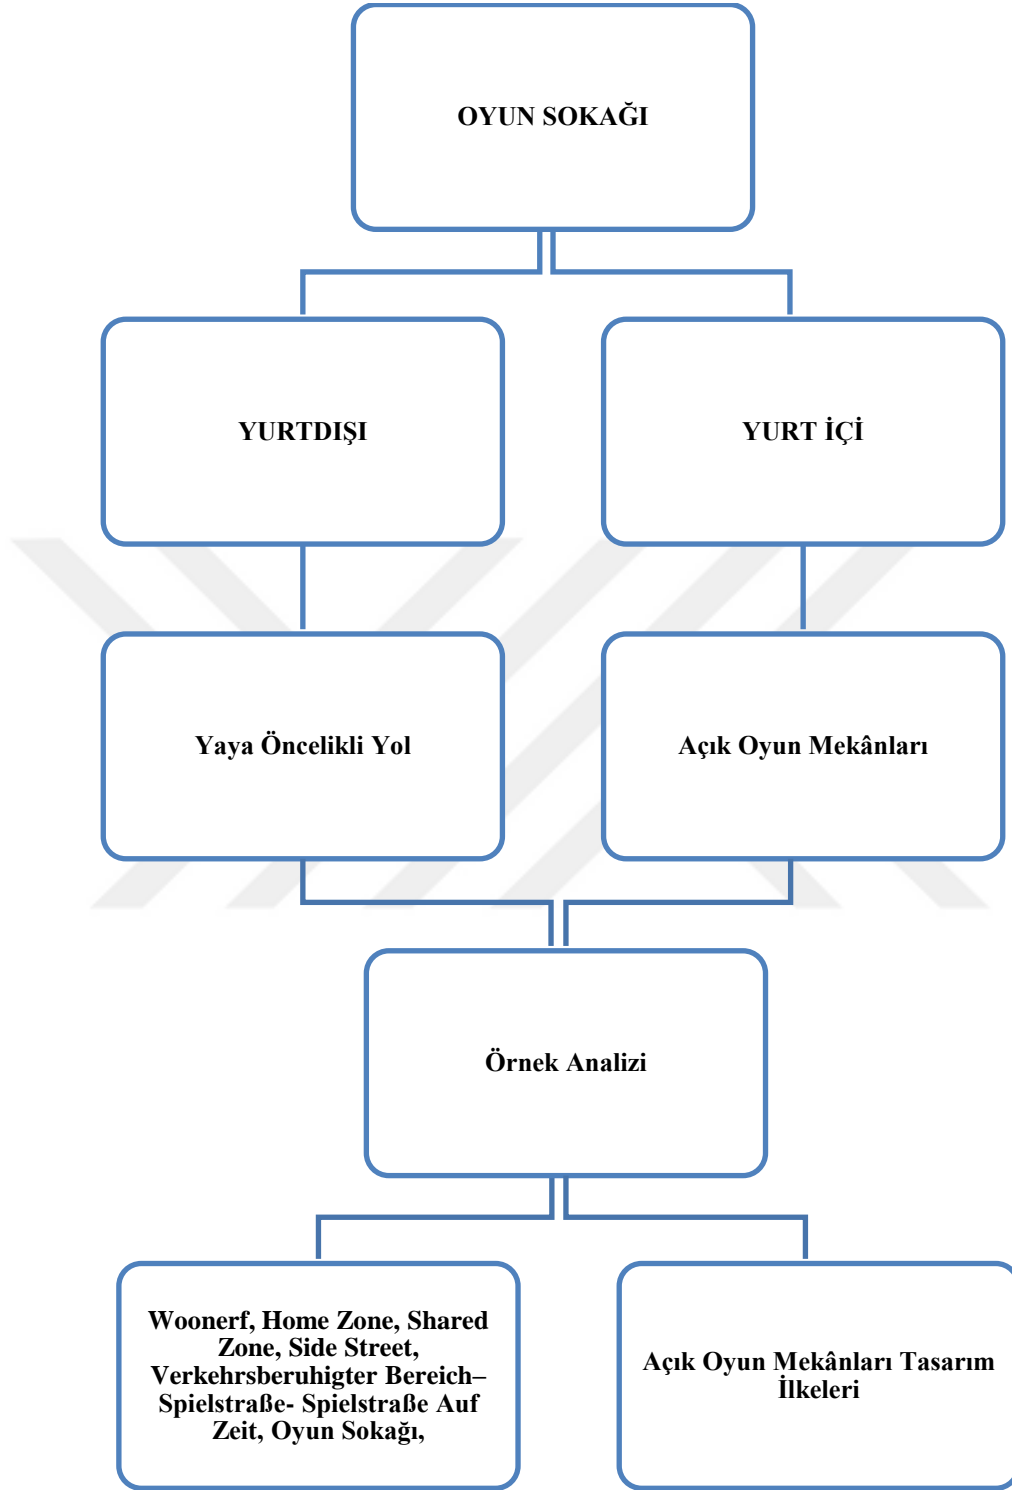 OYUN SOKAĞI
YURTDIŞI
YURT İÇİ
Yaya Öncelikli Yol
Açık Oyun Mekânları
Örnek Analizi
Woonerf, Home Zone, Shared
Zone, Side Street,
Verkehrsberuhigter Bereich–
Spielstraße- Spielstraße Auf
Zeit, Oyun Sokağı,
Açık Oyun Mekânları Tasarım
İlkeleri